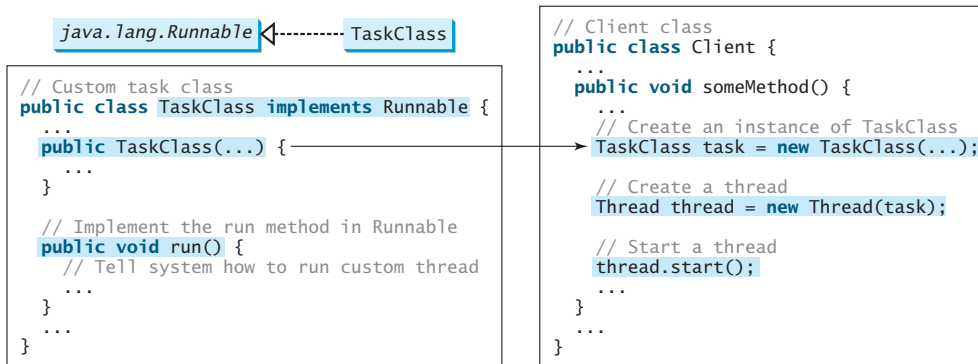 java.lang.Runnable
TaskClass
// Custom task class
public class TaskClass implements Runnable {
  ...
  public TaskClass(...) {
    ...
  }

  // Implement the run method in Runnable
  public void run() {
    // Tell system how to run custom thread
    ...
  }
  ...
}
// Client class
public class Client {
  ...
  public void someMethod() {
    ...
    // Create an instance of TaskClass
    TaskClass task = new TaskClass(...);

    // Create a thread
    Thread thread = new Thread(task);

    // Start a thread
    thread.start();
    ...
  }
  ...
}